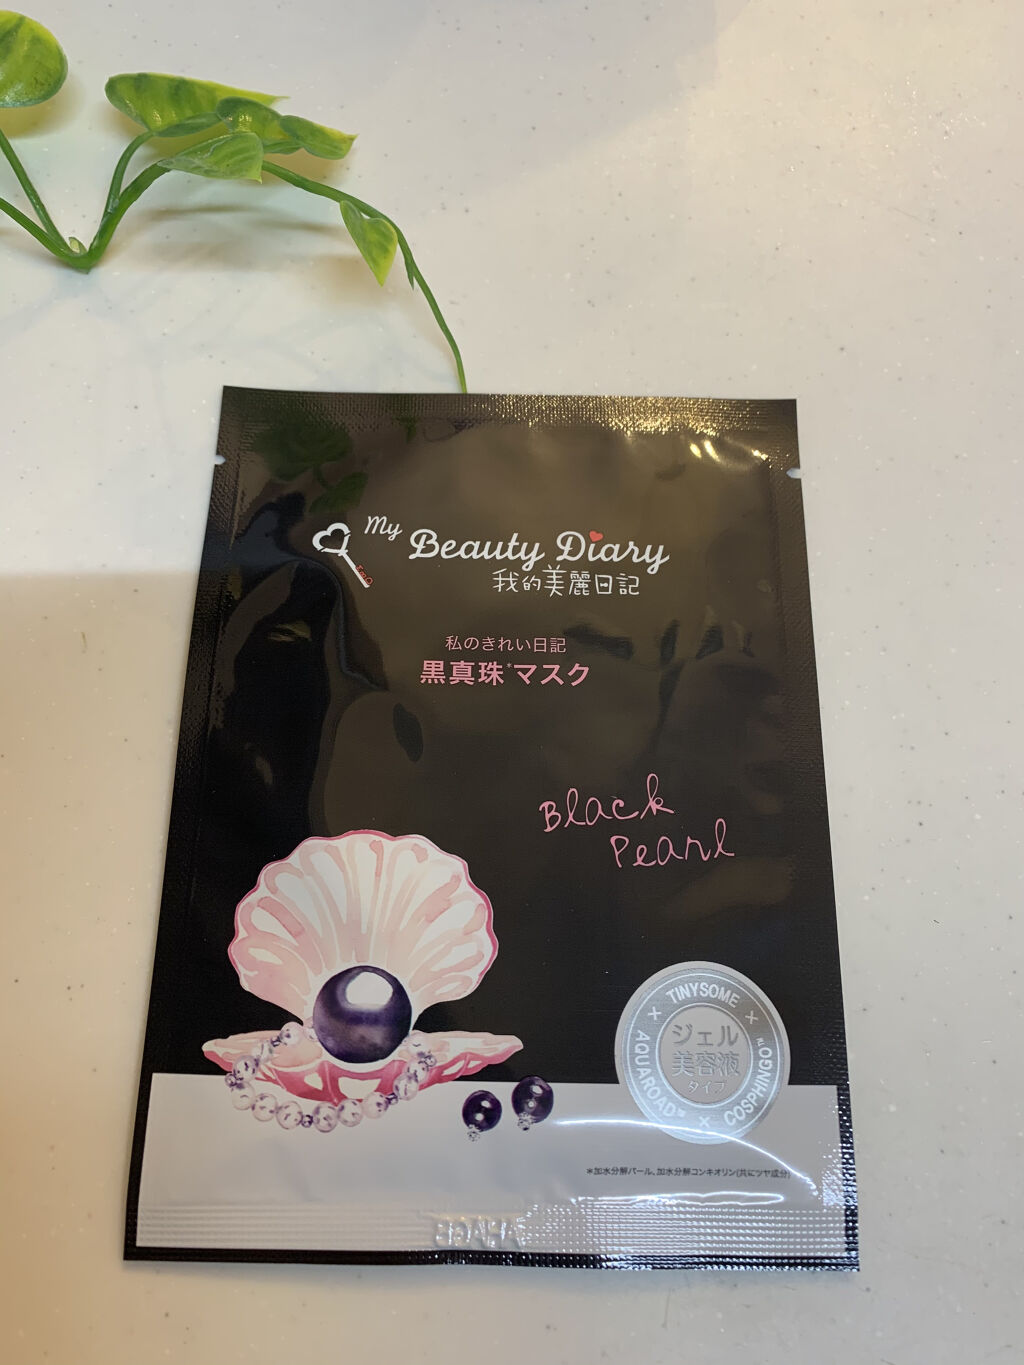 My
Beauty Diary
我的美麗日記
私のきれい日記
黒真珠*マスク
Black
Pearl
TINYSOME
×
COSPHINGO™
×
AQUAROAD™
×
ジェル
美容液
タイプ
*加水分解パール、加水分解コンキオリン(共にツヤ成分)